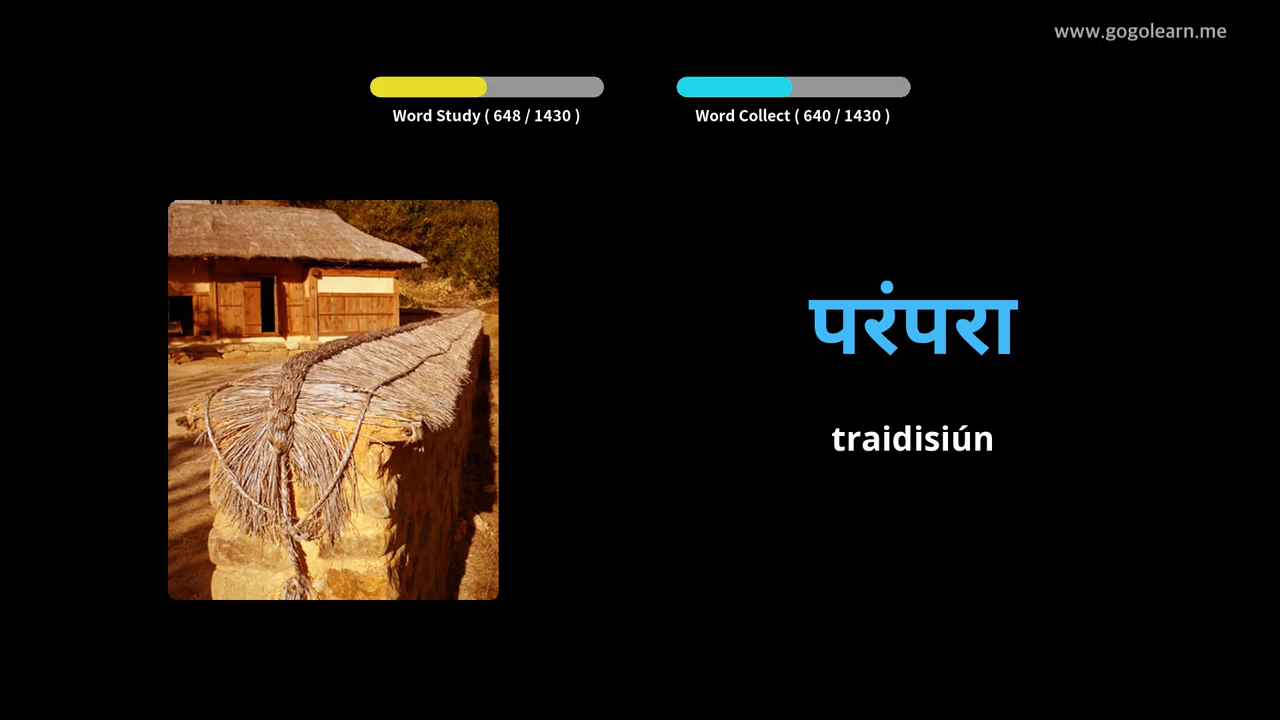 www.gogolearn.me
Word Study ( 648 / 1430 )
Word Collect ( 640 / 1430 )
परंपरा
traidisiún